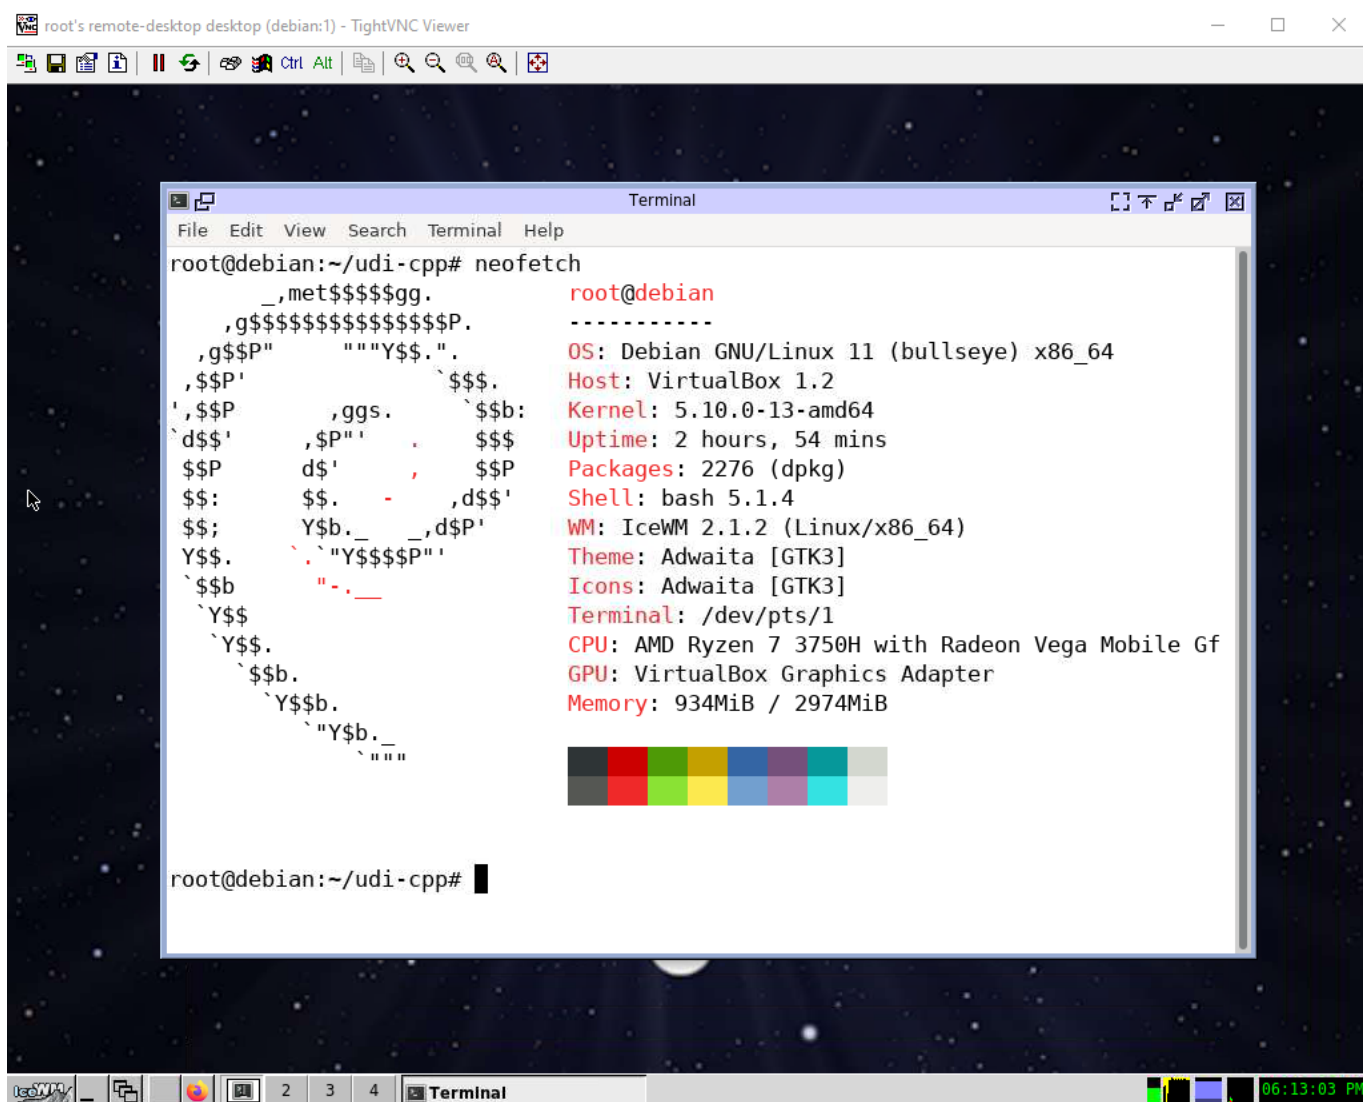 root's remote-desktop desktop (debian:1) - TightVNC Viewer
Ctrl Alt
Terminal
File Edit View Search Terminal Help
root@debian:~/udi-cpp# neofetch
       _,met$$$$$gg.          root@debian
    ,g$$$$$$$$$$$$$$$P.       -----------
  ,g$$P"     """Y$$.".        OS: Debian GNU/Linux 11 (bullseye) x86_64
 ,$$P'              `$$$.     Host: VirtualBox 1.2
',$$P       ,ggs.     `$$b:   Kernel: 5.10.0-13-amd64
`d$$'     ,$P"'   .    $$$    Uptime: 2 hours, 54 mins
 $$P      d$'     ,    $$P    Packages: 2276 (dpkg)
 $$:      $$.   -    ,d$$'    Shell: bash 5.1.4
 $$;      Y$b._   _,d$P'      WM: IceWM 2.1.2 (Linux/x86_64)
 Y$$.    `.`"Y$$$$P"'         Theme: Adwaita [GTK3]
 `$$b      "-.__              Icons: Adwaita [GTK3]
  `Y$$                        Terminal: /dev/pts/1
   `Y$$.                      CPU: AMD Ryzen 7 3750H with Radeon Vega Mobile Gf
     `$$b.                    GPU: VirtualBox Graphics Adapter
       `Y$$b.                 Memory: 934MiB / 2974MiB
          `"Y$b._
              `"""
root@debian:~/udi-cpp#
IceWM 2 3 4 Terminal 06:13:03 PM